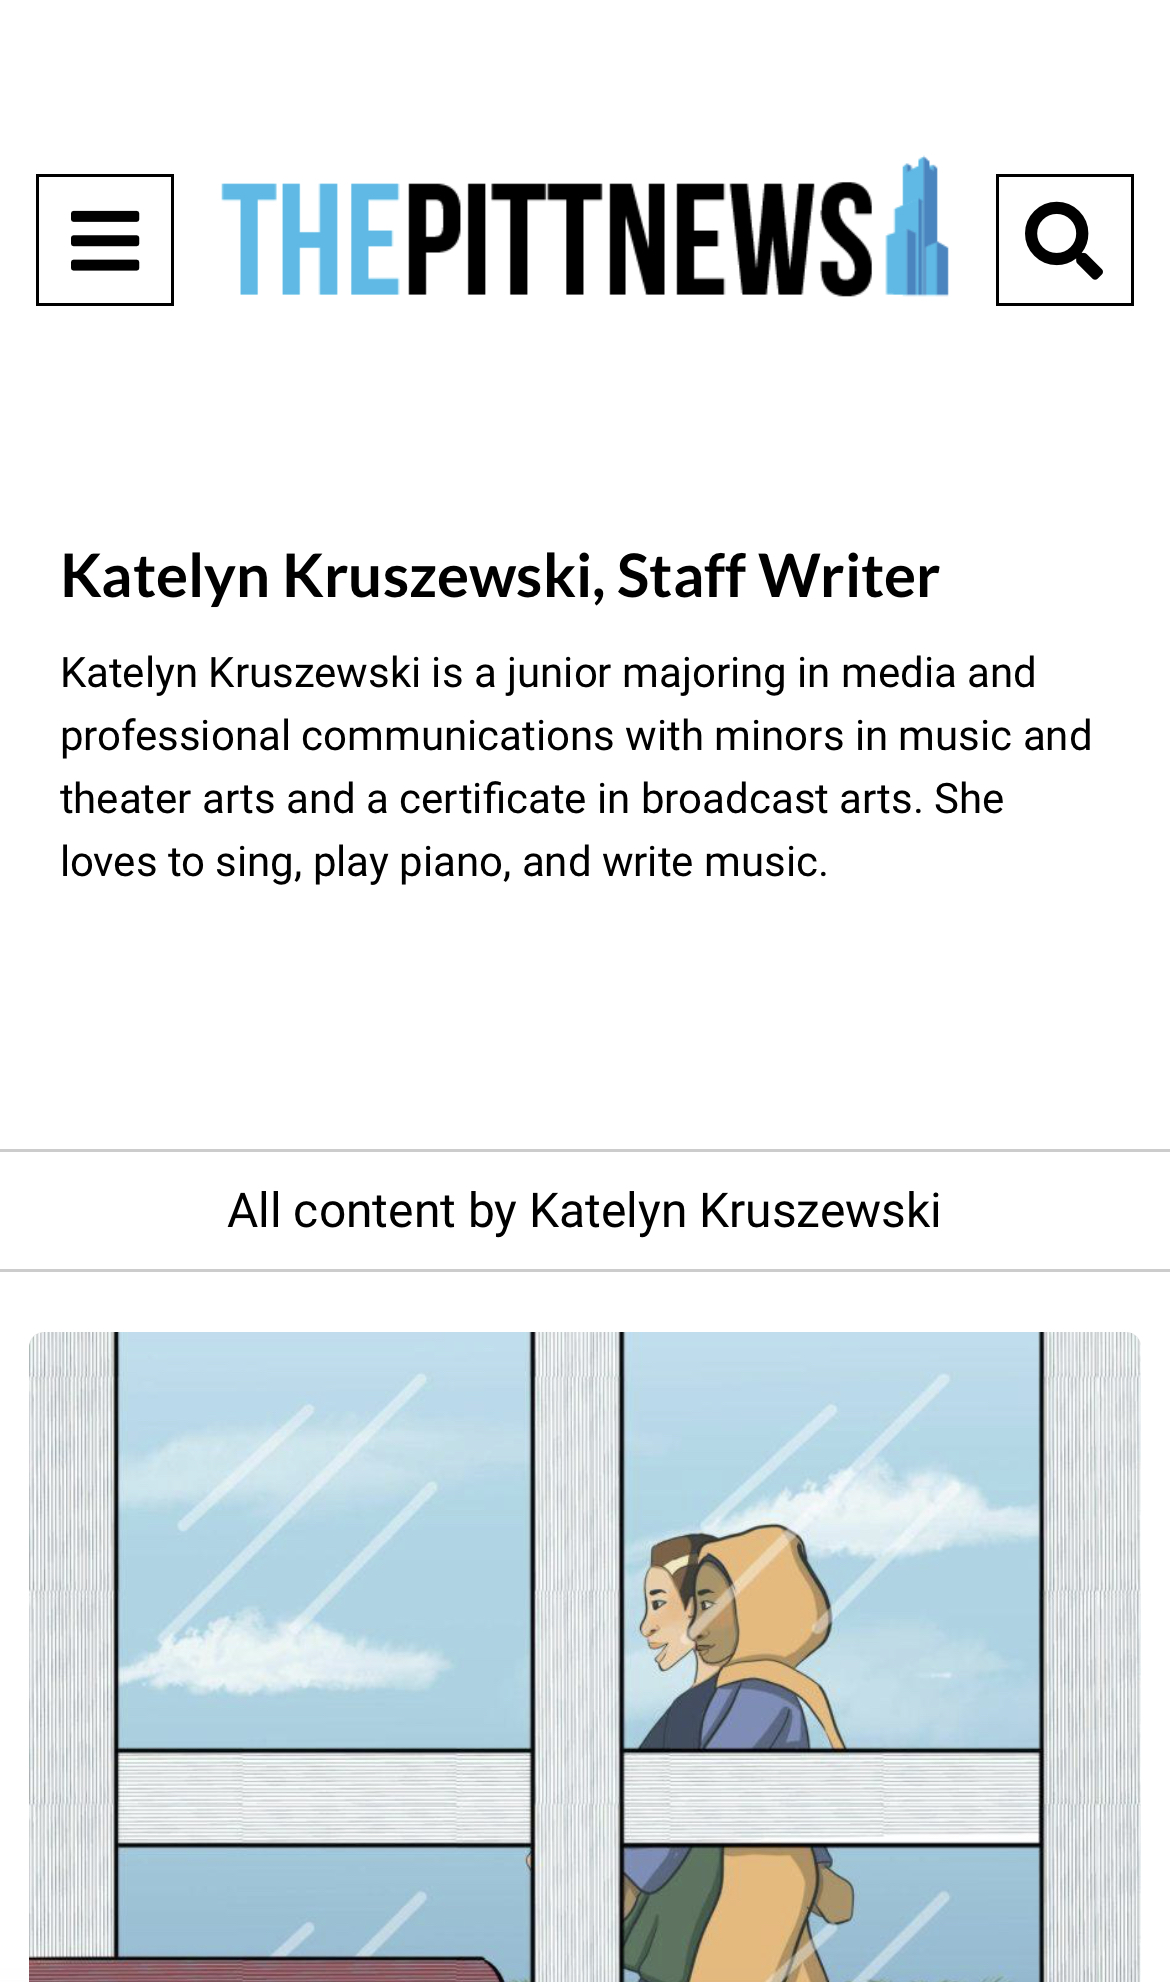 THEPITTNEWS
Katelyn Kruszewski, Staff Writer
Katelyn Kruszewski is a junior majoring in media and
professional communications with minors in music and
theater arts and a certificate in broadcast arts. She
loves to sing, play piano, and write music.
All content by Katelyn Kruszewski